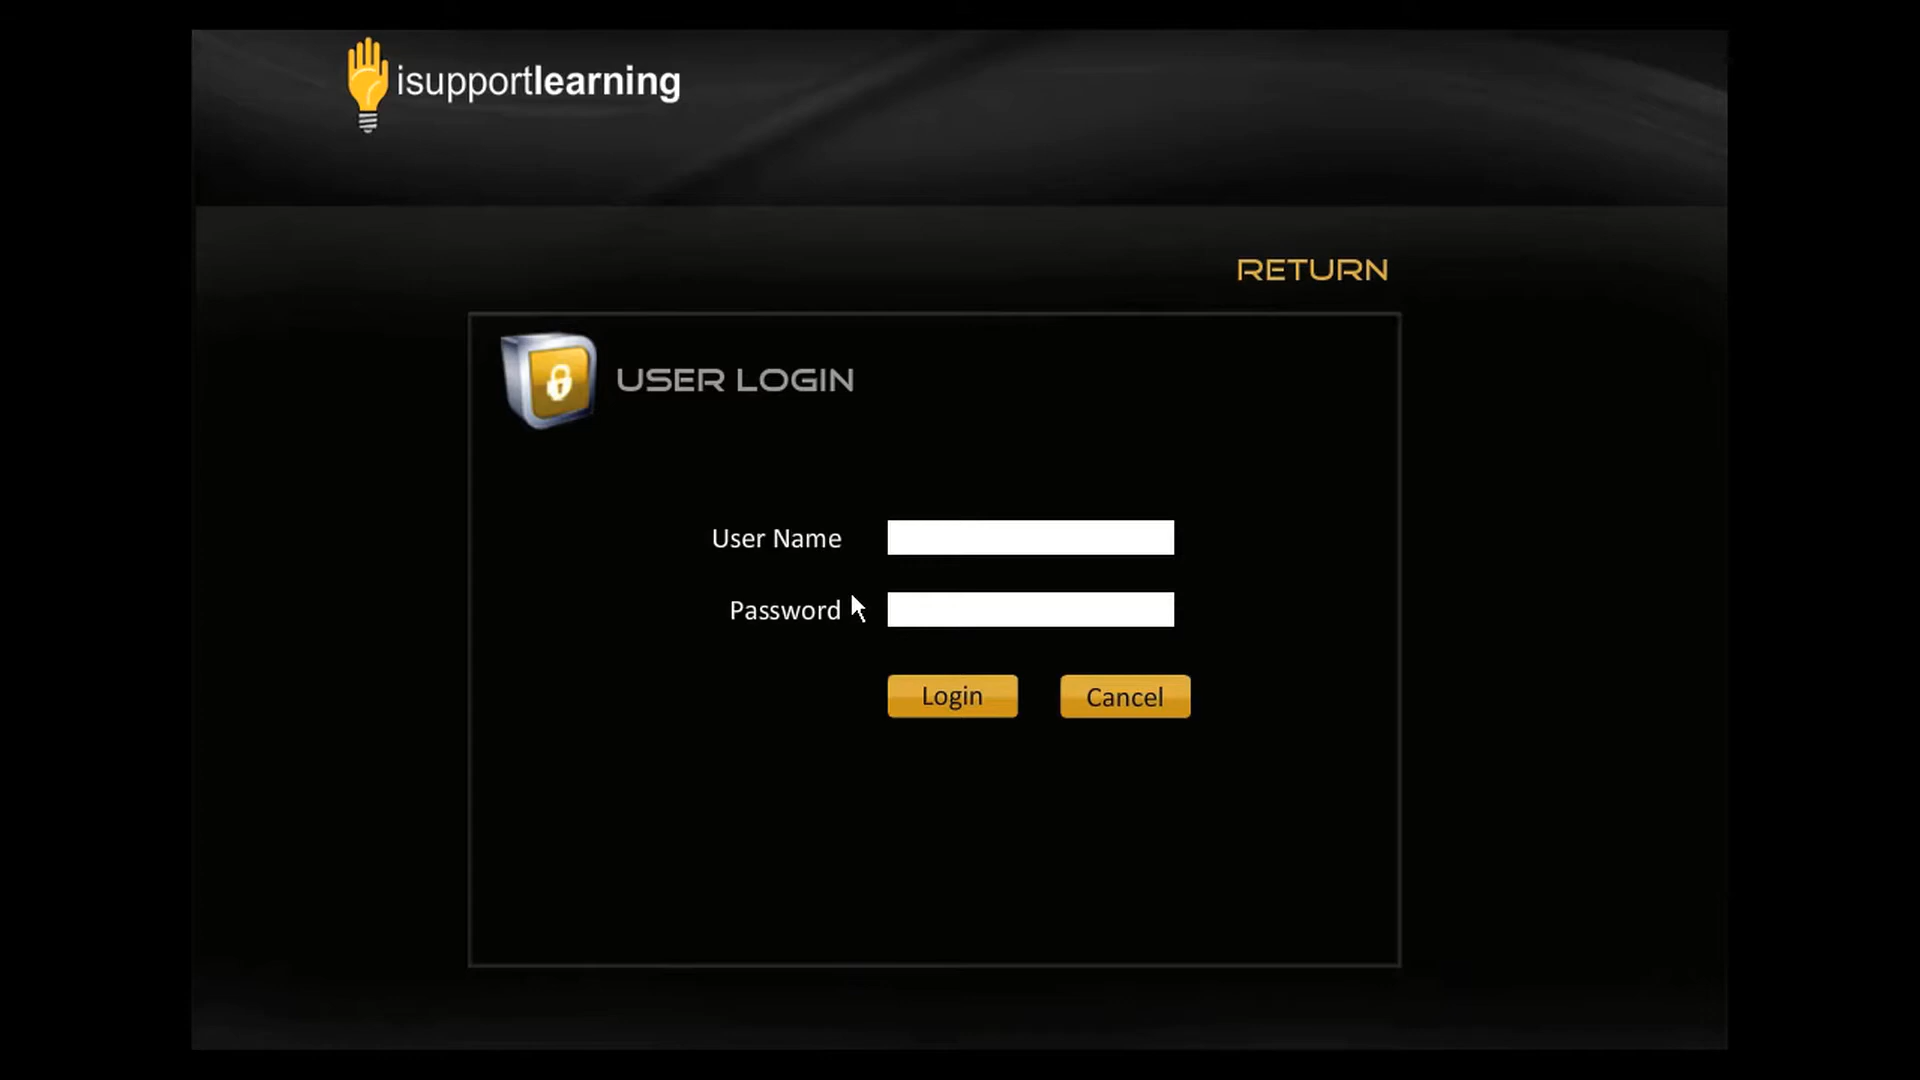 isupportlearning
RETURN
USER LOGIN
User Name
Password
Login Cancel